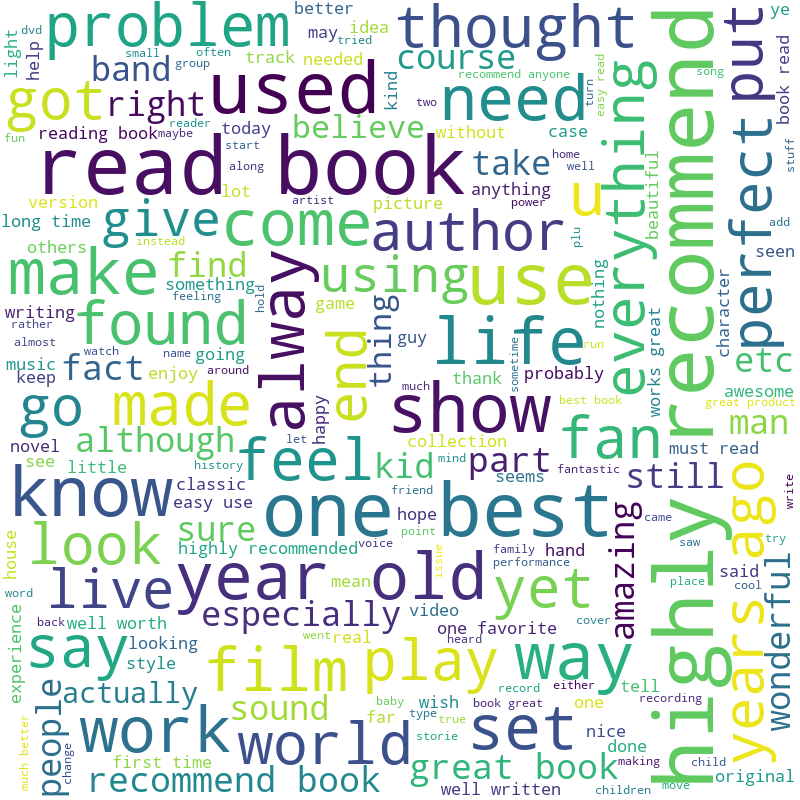 dvd
problem
better
thought
ye
light
help
small
often
tried
may
idea
highly recommend
put
band
group
track
needed
course
kind
recommend anyone
easy read
song
turn
book read
got
right
used
need
everything
perfect
stuff
fun
reading book
maybe
reader
today
believe
without
two
case
read book
start
along
take
home
well
version
lot
artist
picture
anything
power
u
beautiful
long time
give
come
author
plu
add
others
instead
make
find
something
feeling
alway
hold
using
use
nothing
seen
writing
rather
found
game
thing
guy
life
sometime
run
works great
character
almost
watch
name
around
going
music
keep
fact
enjoy
end
thank
probably
etc
go
made
happy
much
show
best book
awesome
great product
man
novel
although
let
collection
fan
see
little
history
feel
kid
mind
part
seems
fantastic
must read
still
know
classic
easy use
one
friend
best
write
look
sure
hope
point
hand
amazing
came
years ago
house
highly recommended
voice
issue
family
performance
saw
try
word
live
year old
mean
yet
place
said
cool
wonderful
experience
back
well worth
especially
video
one favorite
cover
say
looking
style
went
real
heard
film
play
way
tell
people
change
actually
baby
wish
record
book great
either
one
recording
work
sound
far
type
true
storie
set
nice
done
making
much better
first time
world
great book
child
original
recommend book
well written
children
move